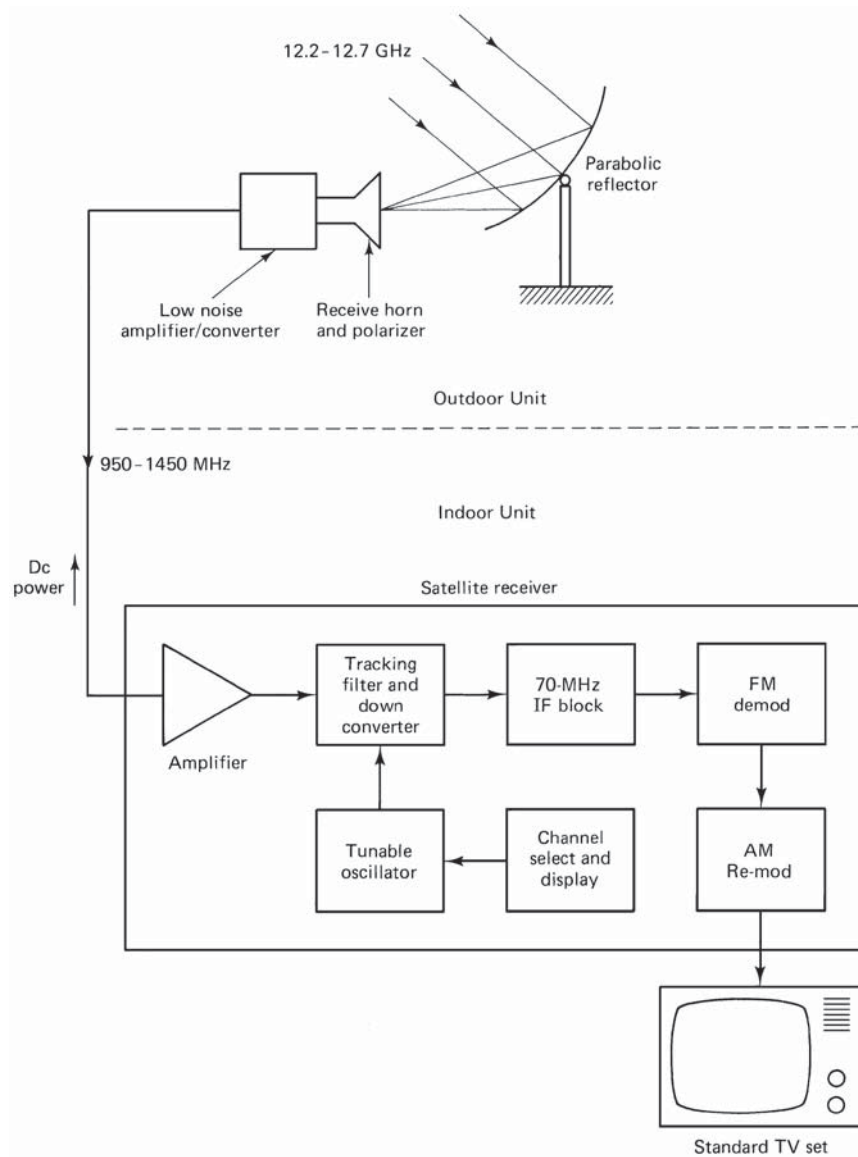 12.2–12.7 GHz
Parabolic
reflector
Low noise
amplifier/converter
Receive horn
and polarizer
Outdoor Unit
950–1450 MHz
Indoor Unit
Dc
power
Satellite receiver
Amplifier
Tracking
filter and
down
converter
70-MHz
IF block
FM
demod
Tunable
oscillator
Channel
select and
display
AM
Re-mod
Standard TV set